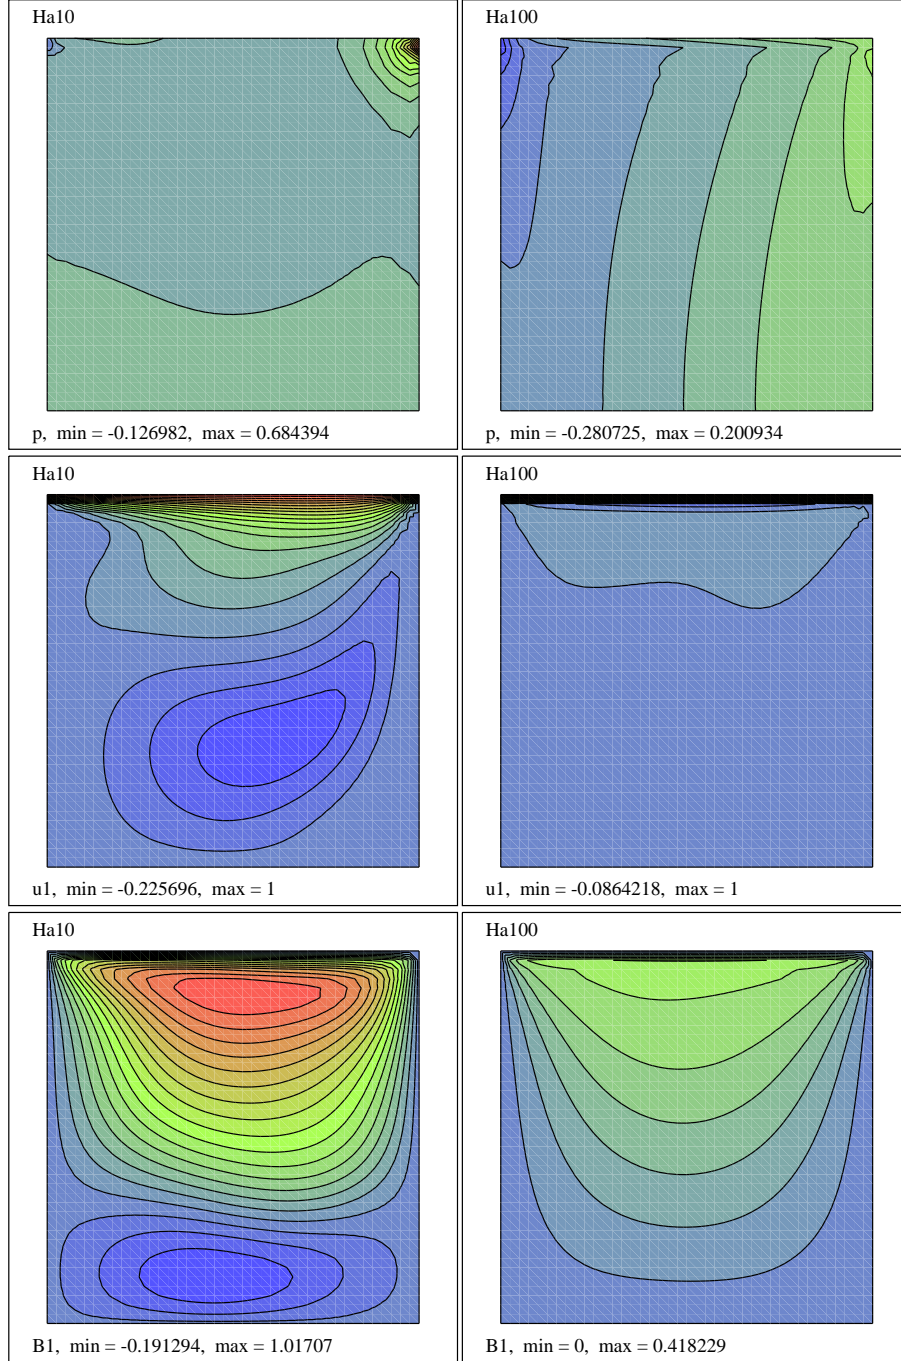 Ha10
Ha100
p,  min = -0.126982,  max = 0.684394
p,  min = -0.280725,  max = 0.200934
Ha10
Ha100
u1,  min = -0.225696,  max = 1
u1,  min = -0.0864218,  max = 1
Ha10
Ha100
B1,  min = -0.191294,  max = 1.01707
B1,  min = 0,  max = 0.418229